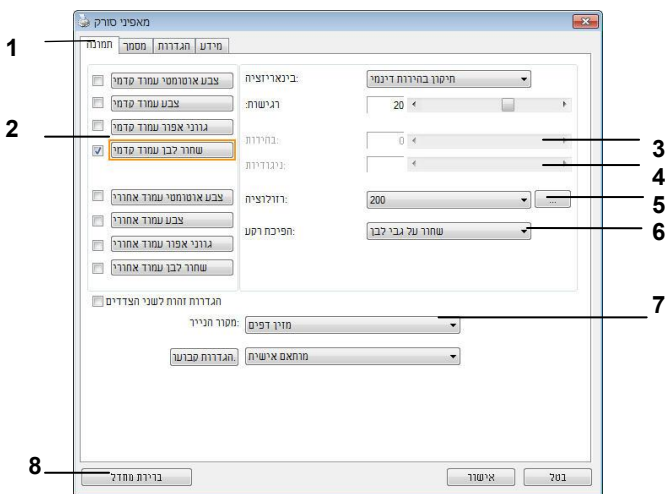 מאפיני סורק
1
תמונה מסמך הגדרות מידע
2
צבע אוטומטי עמוד קדמי
צבע עמוד קדמי
גווני אפור עמוד קדמי
שחור לבן עמוד קדמי
צבע אוטומטי עמוד אחורי
צבע עמוד אחורי
גווני אפור עמוד אחורי
שחור לבן עמוד אחורי
בינאריזציה: תיקון בהירות דינמי
רגישות: 20
בהירות: 0
3
ניגודיות:
4
רזולוציה: 200 ...
5
הפיכת רקע: שחור על גבי לבן
6
הגדרות זהות לשני הצדדים
מקור הנייר: מזין דפים
7
הגדרות קבוער. מותאם אישית
8
ברירת מחדל אישור בטל